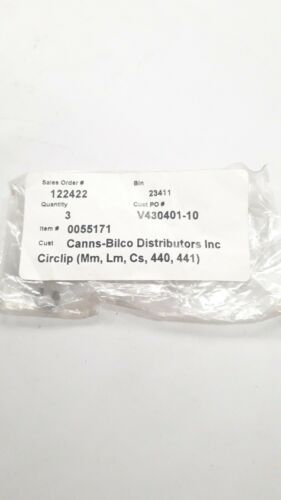 Sales Order # Bin
122422 23411
Quantity Cust PO #
3 V430401-10
Item # 0055171
Cust Canns-Bilco Distributors Inc
Circlip (Mm, Lm, Cs, 440, 441)